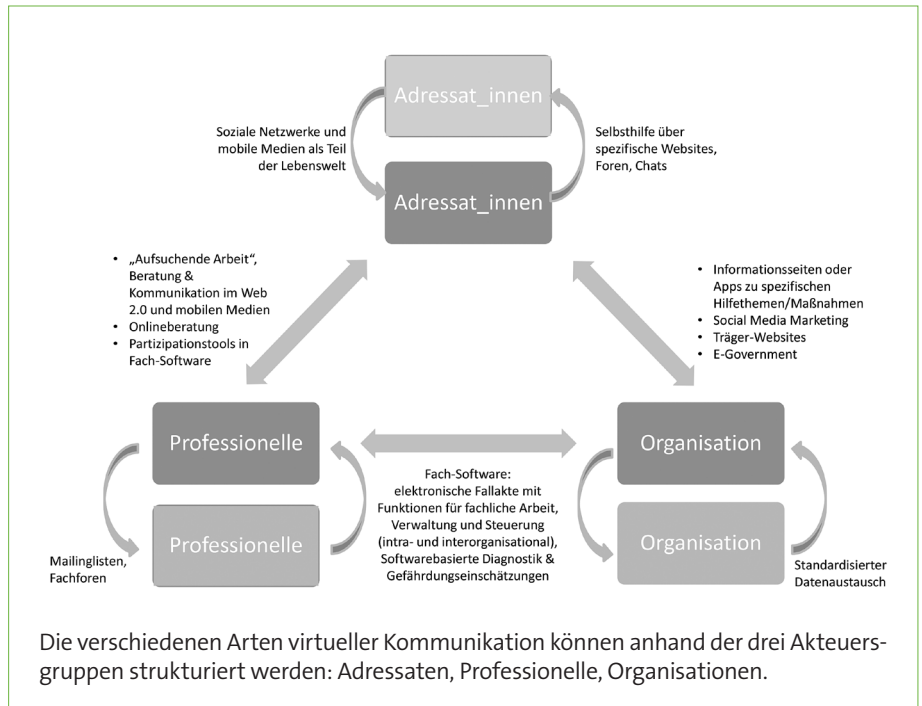 Adressat_innen
Soziale Netzwerke und
mobile Medien als Teil
der Lebenswelt
Selbsthilfe über
spezifische Websites,
Foren, Chats
Adressat_innen
• „Aufsuchende Arbeit“,
Beratung &
Kommunikation im Web
2.0 und mobilen Medien
• Onlineberatung
• Partizipationstools in
Fach-Software
• Informationsseiten oder
Apps zu spezifischen
Hilfethemen/Maßnahmen
• Social Media Marketing
• Träger-Websites
• E-Government
Professionelle
Organisation
Fach-Software:
elektronische Fallakte mit
Funktionen für fachliche Arbeit,
Verwaltung und Steuerung
(intra- und interorganisational),
Softwarebasierte Diagnostik &
Gefährdungseinschätzungen
Professionelle
Organisation
Mailinglisten,
Fachforen
Standardisierter
Datenaustausch
Die verschiedenen Arten virtueller Kommunikation können anhand der drei Akteuers-
gruppen strukturiert werden: Adressaten, Professionelle, Organisationen.